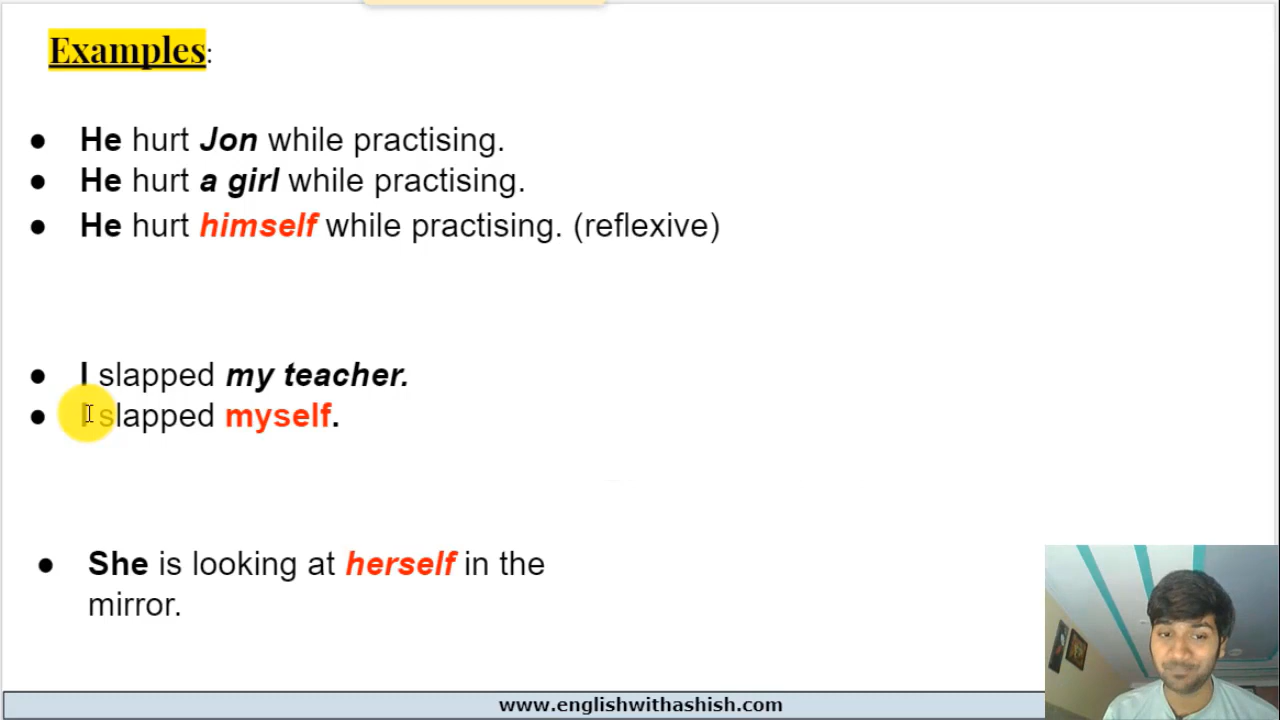 Examples:
● He hurt Jon while practising.
● He hurt a girl while practising.
● He hurt himself while practising. (reflexive)
● I slapped my teacher.
● I slapped myself.
● She is looking at herself in the
mirror.
www.englishwithashish.com